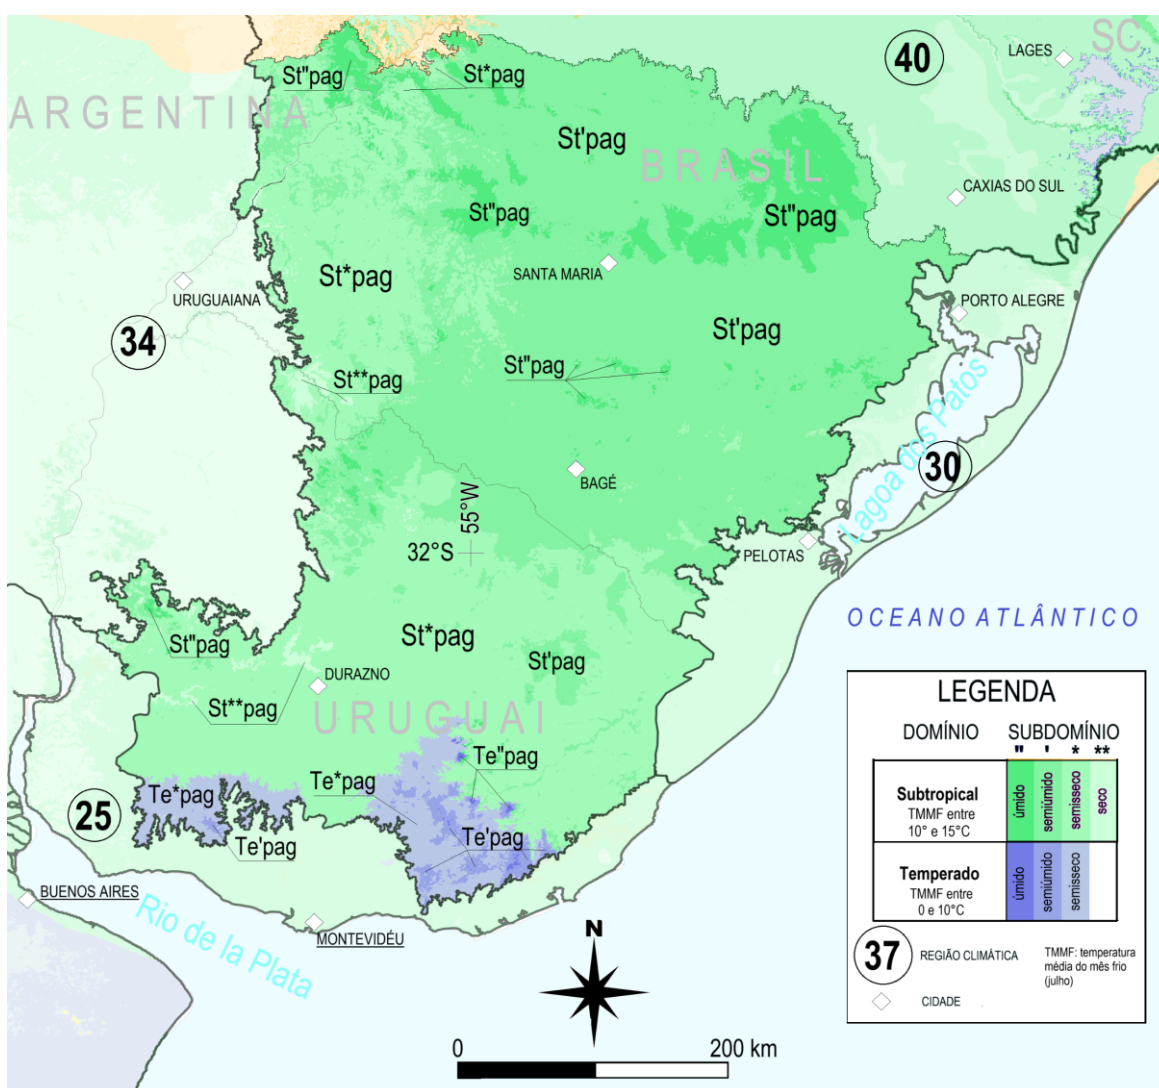 SC
LAGES
40
St"pag
St*pag
ARGENTINA
St'pag
BRASIL
CAXIAS DO SUL
St"pag
St"pag
SANTA MARIA
St*pag
URUGUAIANA
PORTO ALEGRE
34
St'pag
St"pag
St**pag
Lagoa dos Patos
30
BAGÉ
55°W
32°S
PELOTAS
OCEANO ATLÂNTICO
St"pag
St*pag
St'pag
DURAZNO
St**pag
URUGUAI
Te"pag
Te*pag
Te*pag
25
Te'pag
Te'pag
BUENOS AIRES
Rio de la Plata
MONTEVIDÉU
N
0 200 km
LEGENDA
DOMÍNIO SUBDOMÍNIO
" ' * **
Subtropical
TMMF entre
10° e 15°C
úmido
semiúmido
semisseco
seco
Temperado
TMMF entre
0 e 10°C
úmido
semiúmido
semisseco
37
REGIÃO CLIMÁTICA
TMMF: temperatura
média do mês frio
(julho)
CIDADE